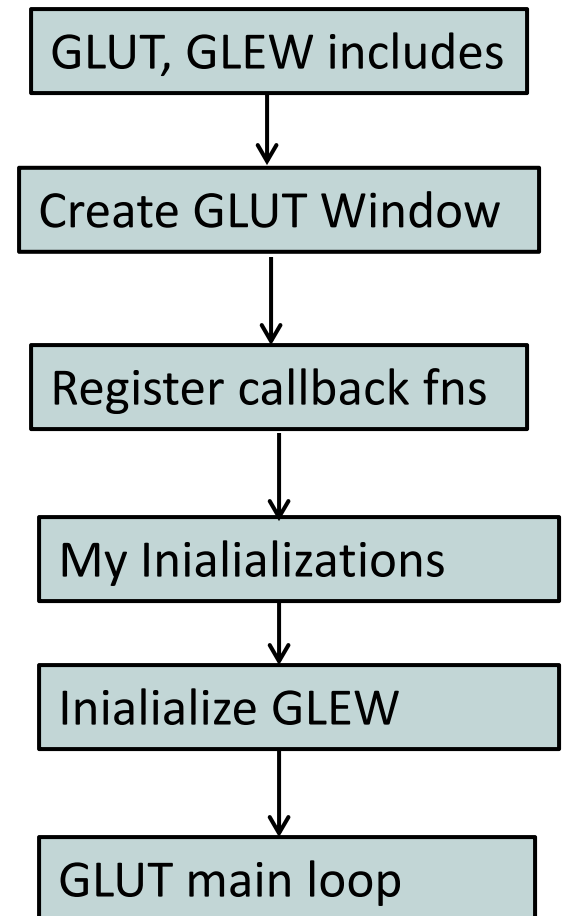 GLUT, GLEW includes
Create GLUT Window
Register callback fns
My Inialializations
Inialialize GLEW
GLUT main loop